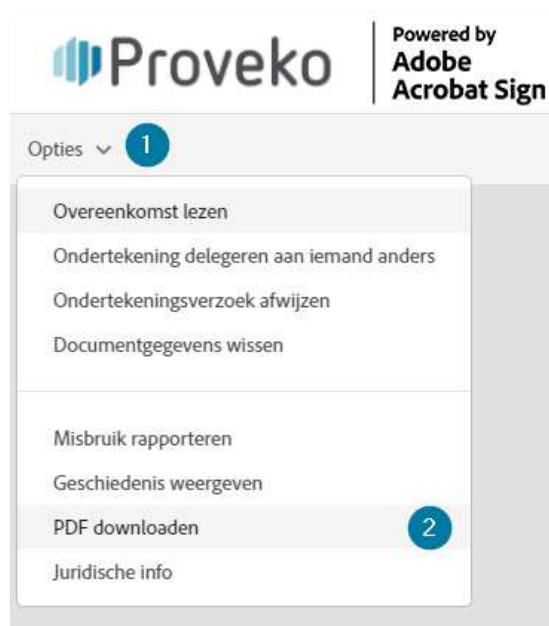 Proveko
Powered by
Adobe
Acrobat Sign
Opties
1
Overeenkomst lezen
Ondertekening delegeren aan iemand anders
Ondertekeningsverzoek afwijzen
Documentgegevens wissen
Misbruik rapporteren
Geschiedenis weergeven
PDF downloaden
2
Juridische info